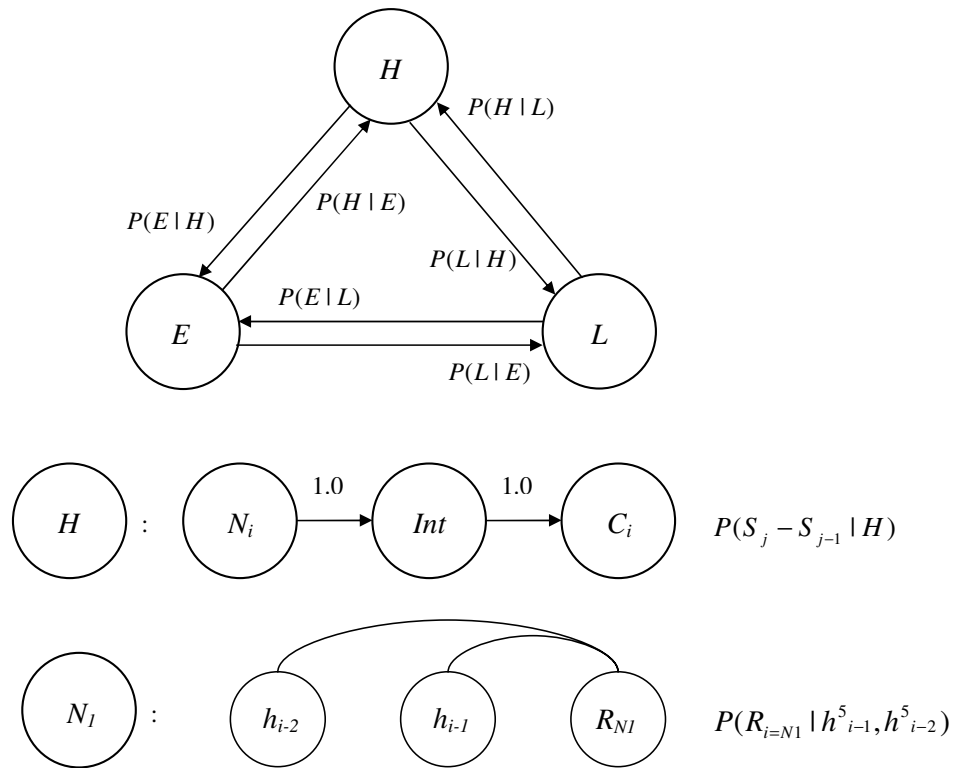 H
P(H | L)
P(E | H)
P(H | E)
P(L | H)
P(E | L)
E
L
P(L | E)
1.0 1.0
H : N_i Int C_i P(S_j − S_{j−1} | H)
N_1 : h_{i-2} h_{i-1} R_{N1} P(R_{i=N1} | h^5_{i−1}, h^5_{i−2})